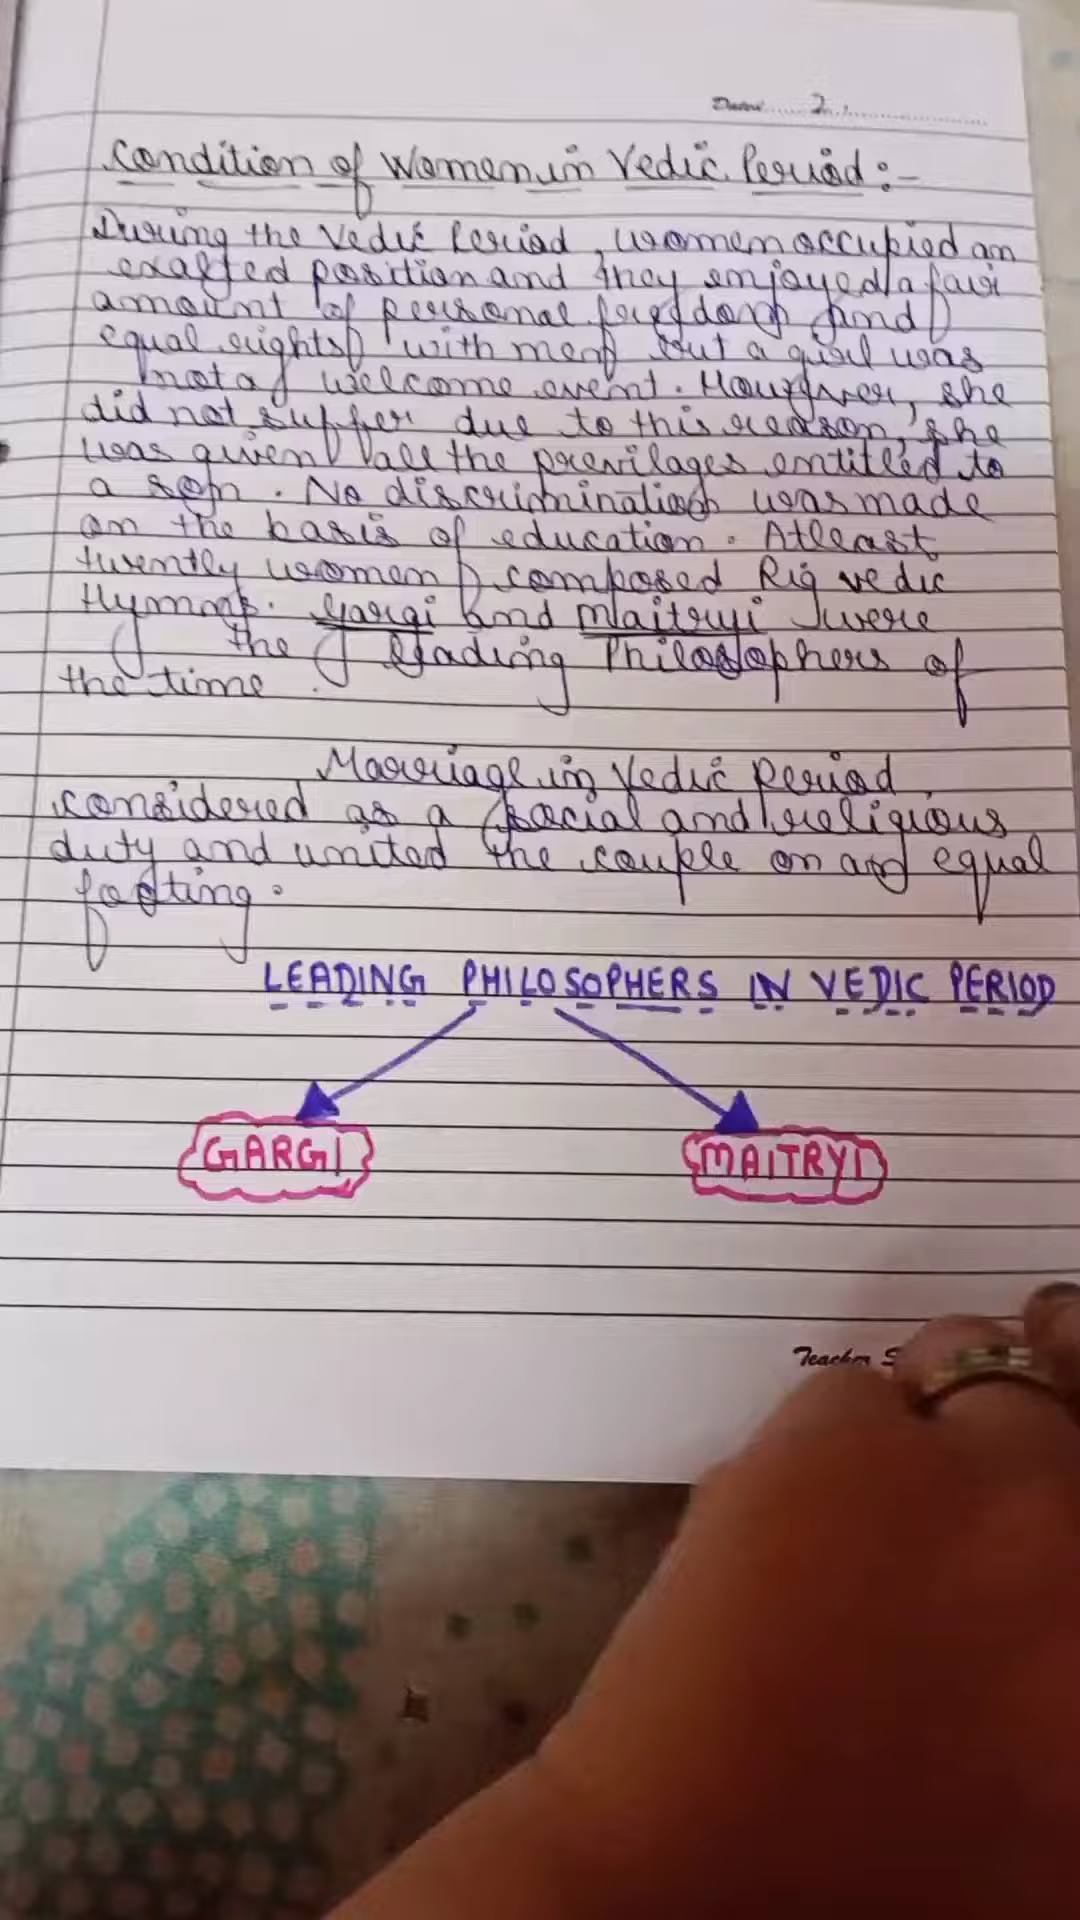 Dated ...... 2...
Condition of Women in Vedic Period :-
During the Vedic Period, women occupied an
exalted position and they enjoyed a fair
amount of personal freedom and
equal rights with men but a girl was
not a welcome event. However, she
did not suffer due to this reason, she
was given all the previlages entitled to
a son. No discrimination was made
on the basis of education. Atleast
twently women composed Rig vedic
Hymns. Gargi and Maitryi were
the leading Philosophers of
the time.
Marriage in Vedic Period
considered as a social and religious
duty and united the couple on an equal
footing.
LEADING PHILOSOPHERS IN VEDIC PERIOD
GARGI MAITRYI
Teacher S